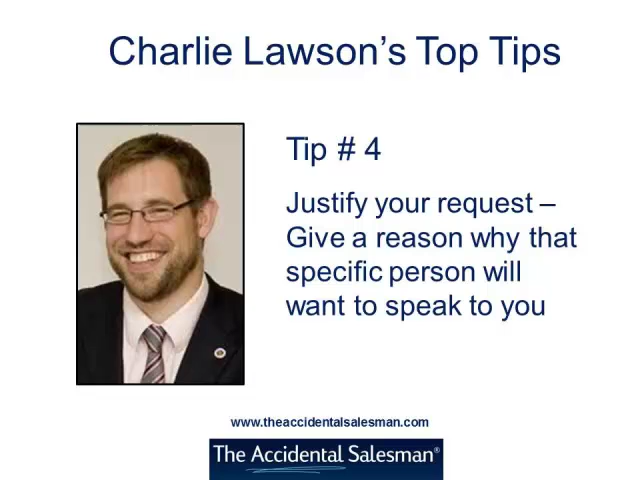 Charlie Lawson’s Top Tips
Tip # 4
Justify your request –
Give a reason why that
specific person will
want to speak to you
www.theaccidentalsalesman.com
The Accidental Salesman®